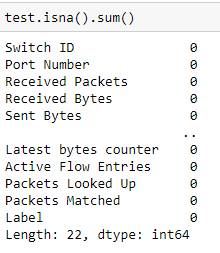 test.isna().sum()
Switch ID 0
Port Number 0
Received Packets 0
Received Bytes 0
Sent Bytes 0
..
Latest bytes counter 0
Active Flow Entries 0
Packets Looked Up 0
Packets Matched 0
Label 0
Length: 22, dtype: int64